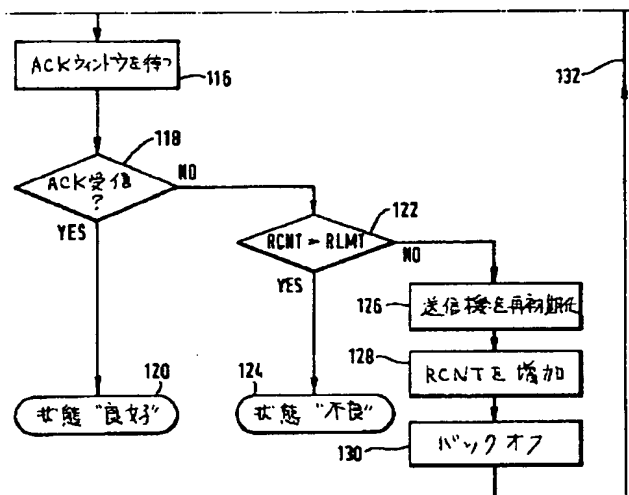 ACKウィンドウを待つ
116
132
118
ACK受信
?
NO
YES
122
RCNT = RLMT
NO
YES
126
送信機を再初期化
128
RCNTを増加
120
状態 "良好"
124
状態 "不良"
130
バックオフ